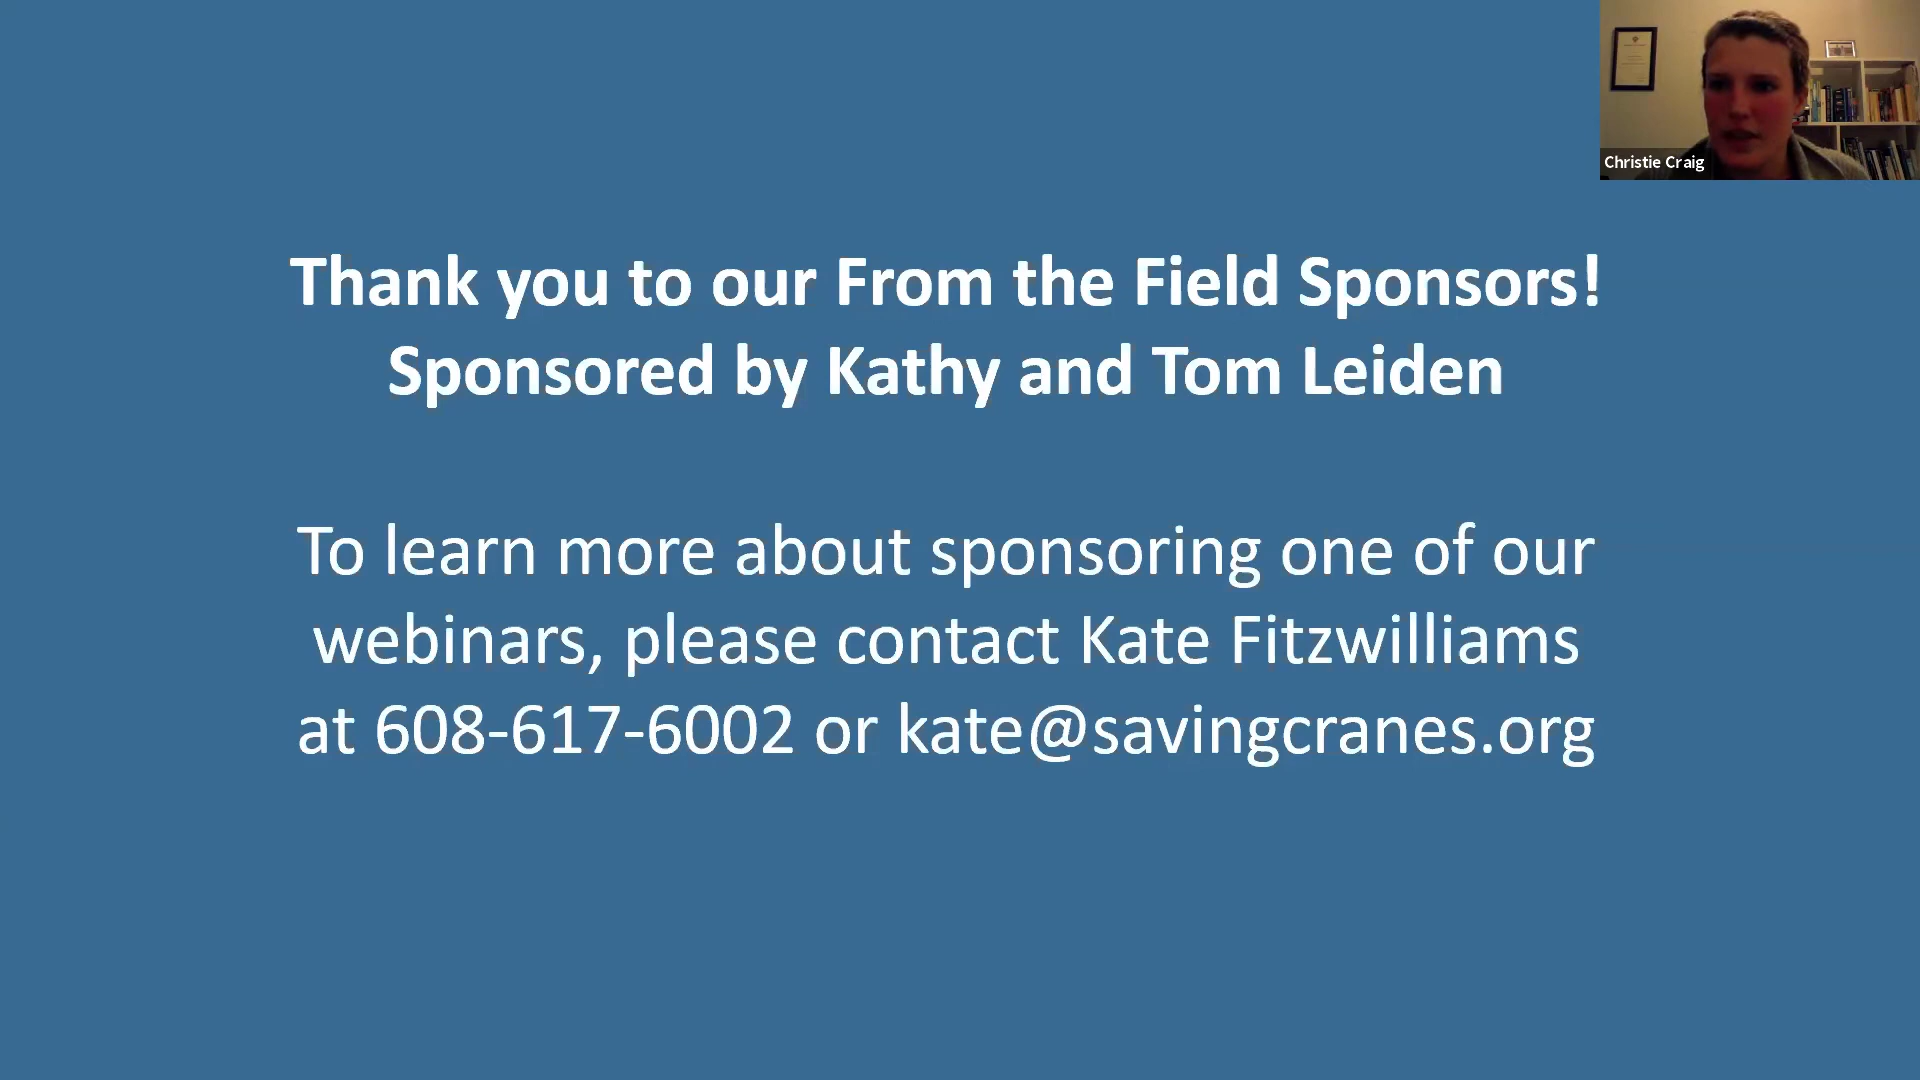 Christie Craig
Thank you to our From the Field Sponsors!
Sponsored by Kathy and Tom Leiden
To learn more about sponsoring one of our
webinars, please contact Kate Fitzwilliams
at 608-617-6002 or kate@savingcranes.org